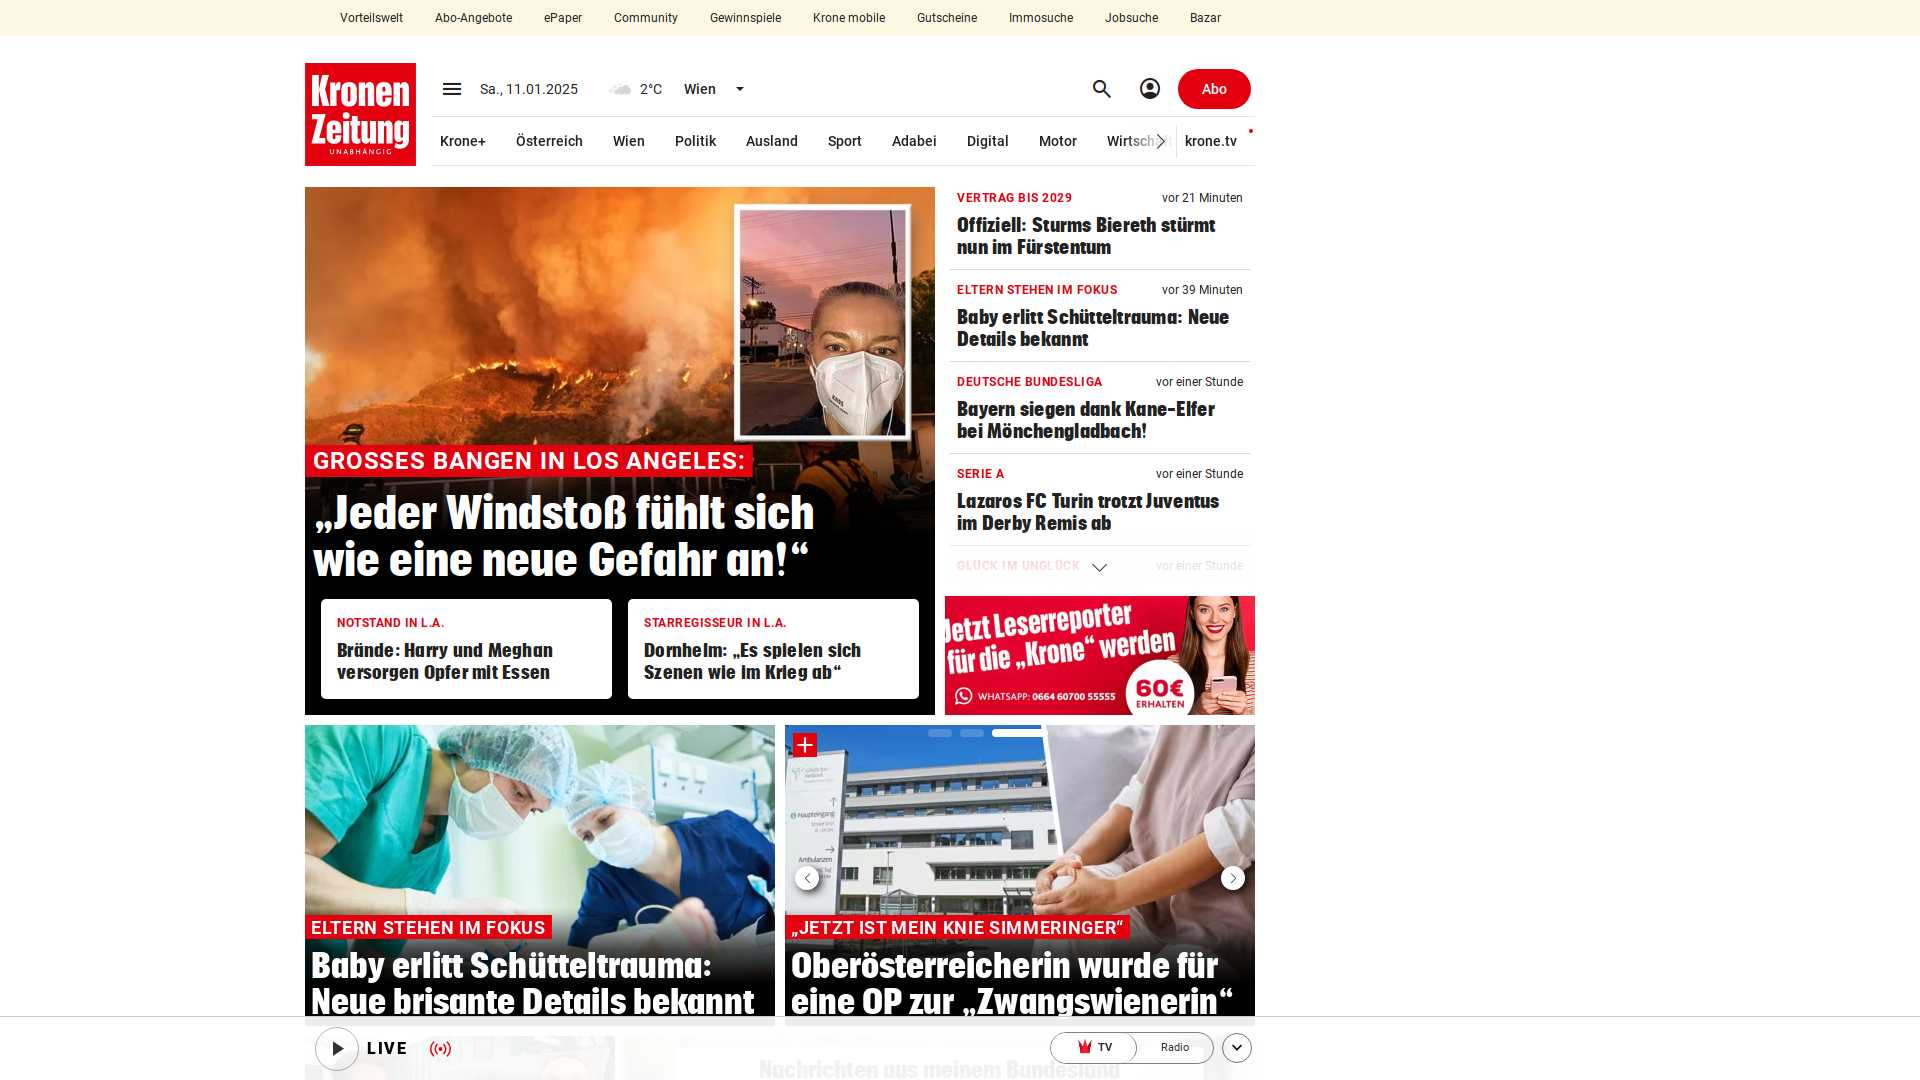 Vorteilswelt
Abo-Angebote
ePaper
Community
Gewinnspiele
Krone mobile
Gutscheine
Immosuche
Jobsuche
Bazar
Kronen
Zeitung
UNABHÄNGIG
Sa., 11.01.2025
2°C
Wien
Abo
Krone+
Österreich
Wien
Politik
Ausland
Sport
Adabei
Digital
Motor
Wirtschaft
krone.tv
GROSSES BANGEN IN LOS ANGELES:
„Jeder Windstoß fühlt sich
wie eine neue Gefahr an!“
NOTSTAND IN L.A.
Brände: Harry und Meghan
versorgen Opfer mit Essen
STARREGISSEUR IN L.A.
Dornhelm: „Es spielen sich
Szenen wie im Krieg ab“
VERTRAG BIS 2029
vor 21 Minuten
Offiziell: Sturms Biereth stürmt
nun im Fürstentum
ELTERN STEHEN IM FOKUS
vor 39 Minuten
Baby erlitt Schütteltrauma: Neue
Details bekannt
DEUTSCHE BUNDESLIGA
vor einer Stunde
Bayern siegen dank Kane-Elfer
bei Mönchengladbach!
SERIE A
vor einer Stunde
Lazaros FC Turin trotzt Juventus
im Derby Remis ab
GLÜCK IM UNGLÜCK
vor einer Stunde
Jetzt Leserreporter
für die „Krone“ werden
WHATSAPP: 0664 60700 55555
60€
ERHALTEN
ELTERN STEHEN IM FOKUS
Baby erlitt Schütteltrauma:
Neue brisante Details bekannt
Haupteingang
Ambulanzen
„JETZT IST MEIN KNIE SIMMERINGER“
Oberösterreicherin wurde für
eine OP zur „Zwangswienerin“
LIVE
TV
Radio
Nachrichten aus meinem Bundesland